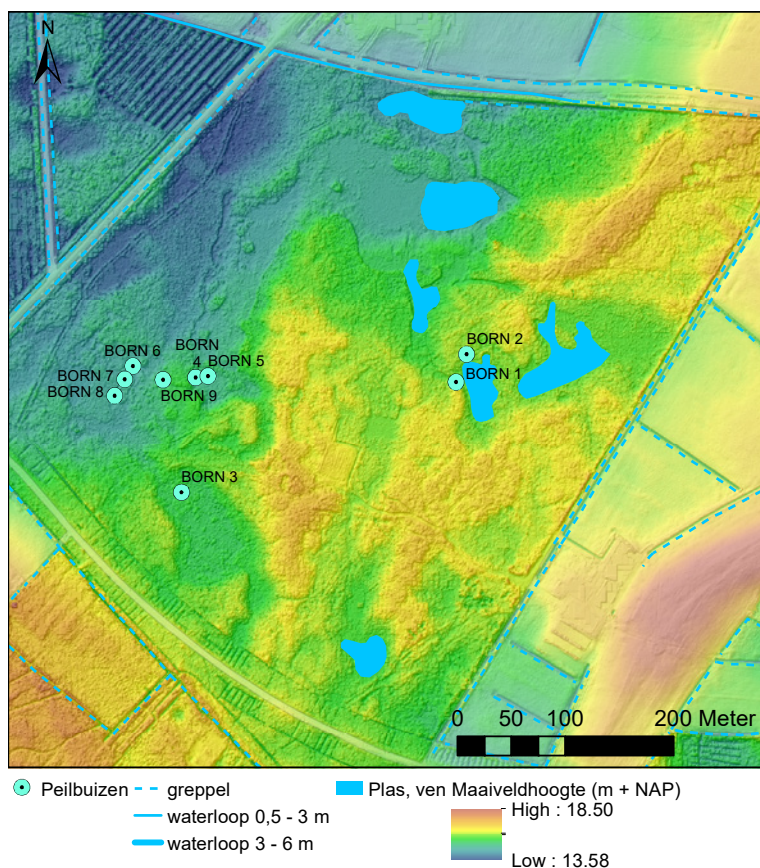 N
BORN 6
BORN
4
BORN 5
BORN 7
BORN 8
BORN 9
BORN 2
BORN 1
BORN 3
0 50 100 200 Meter
Peilbuizen
greppel
Plas, ven
Maaiveldhoogte (m + NAP)
waterloop 0,5 - 3 m
High : 18.50
waterloop 3 - 6 m
Low : 13.58